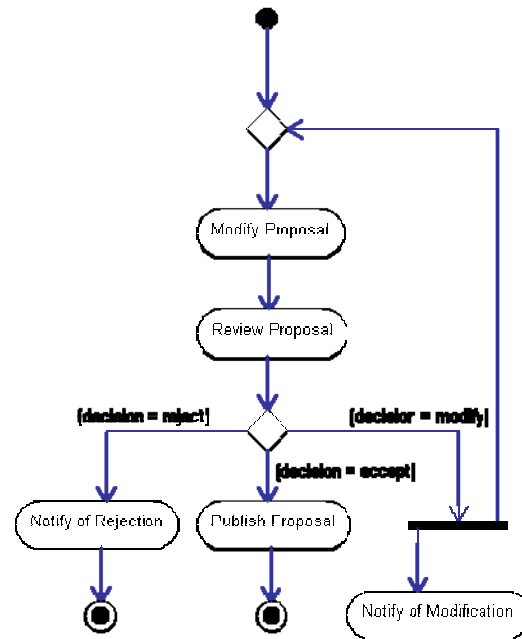 Modify Proposal
Review Proposal
[decision = reject]
[decision = modify]
[decision = accept]
Notify of Rejection
Publish Proposal
Notify of Modification